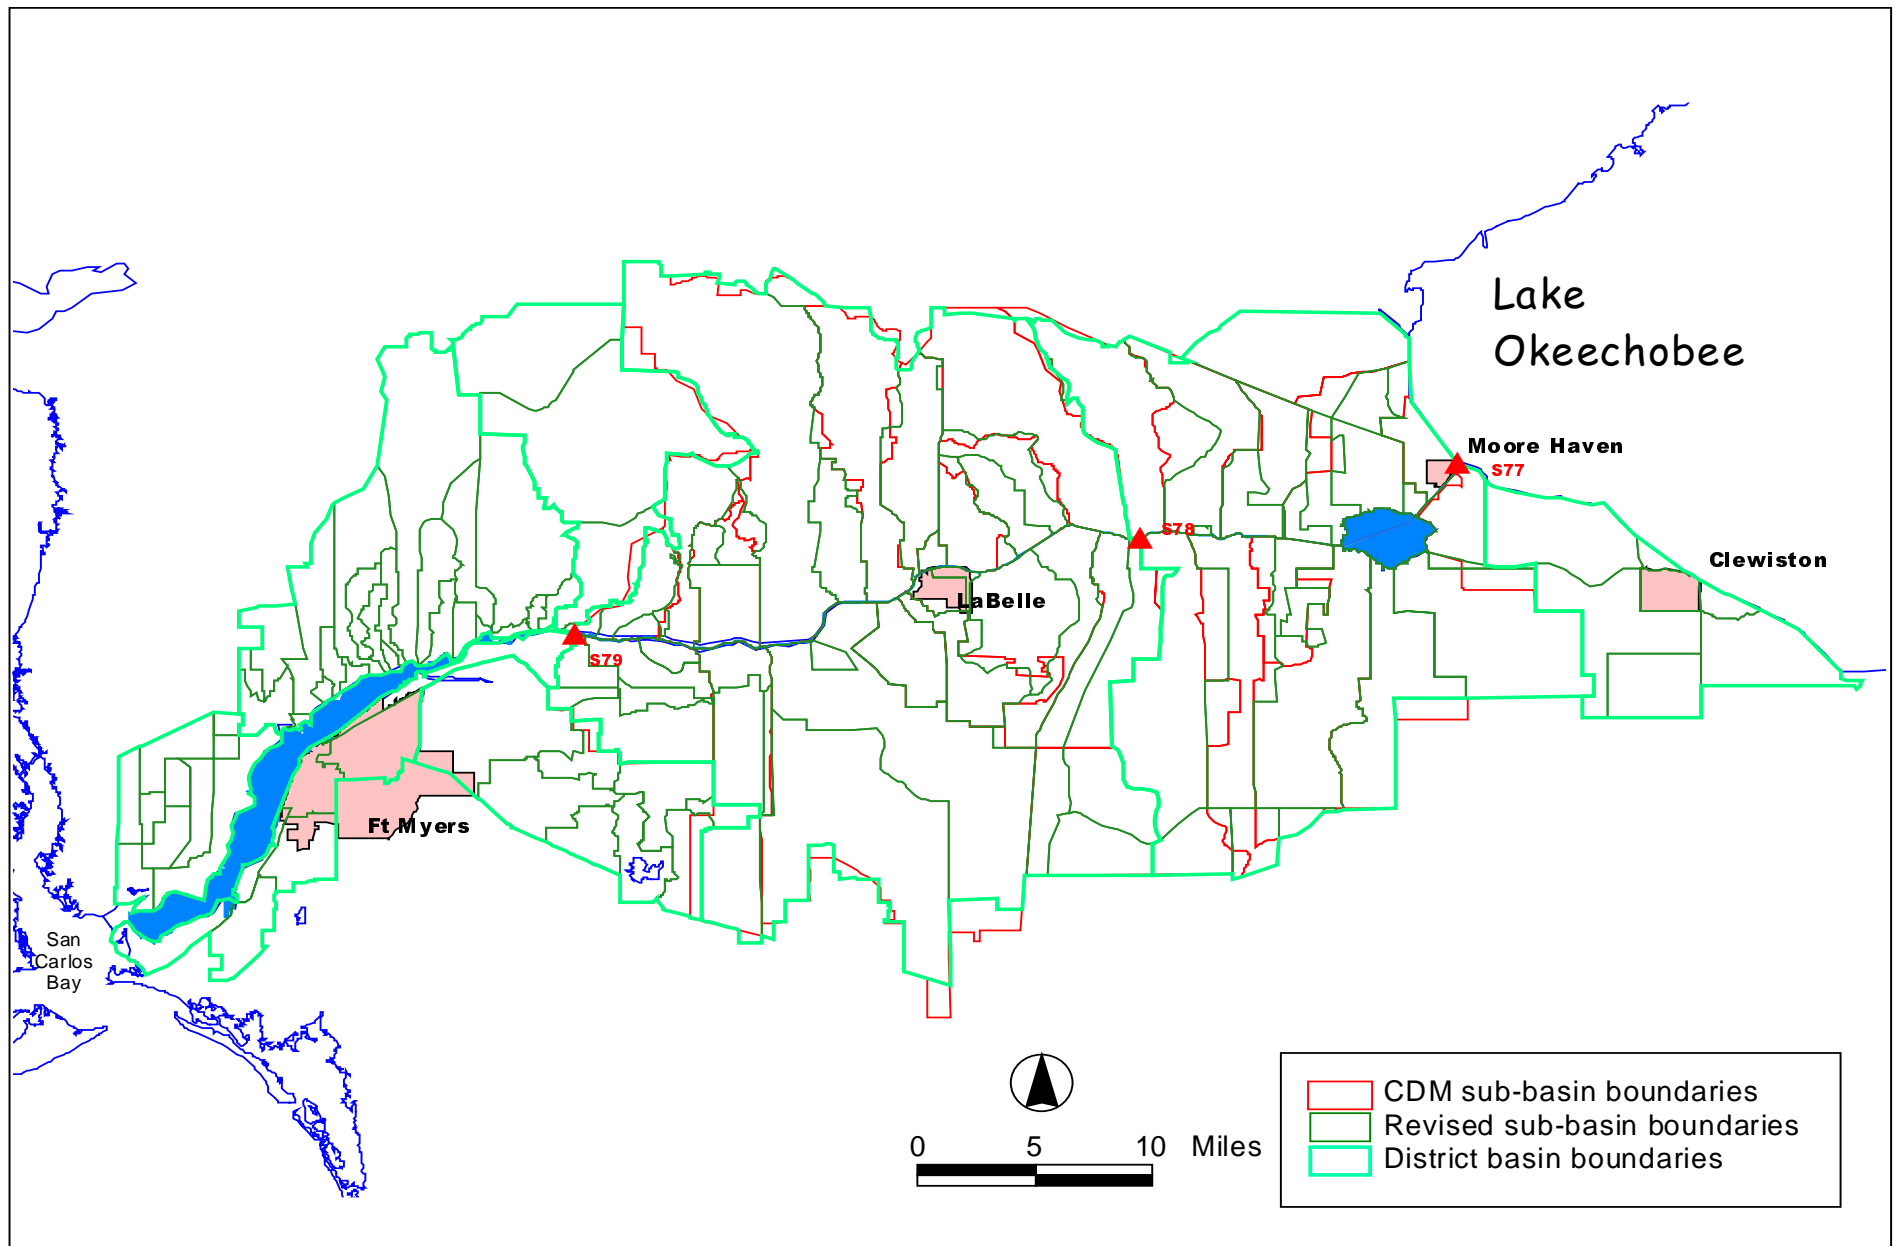 Lake
Okeechobee
Moore Haven
S77
S78
Clewiston
LaBelle
S79
Ft Myers
San
Carlos
Bay
CDM sub-basin boundaries
Revised sub-basin boundaries
District basin boundaries
0 5 10 Miles